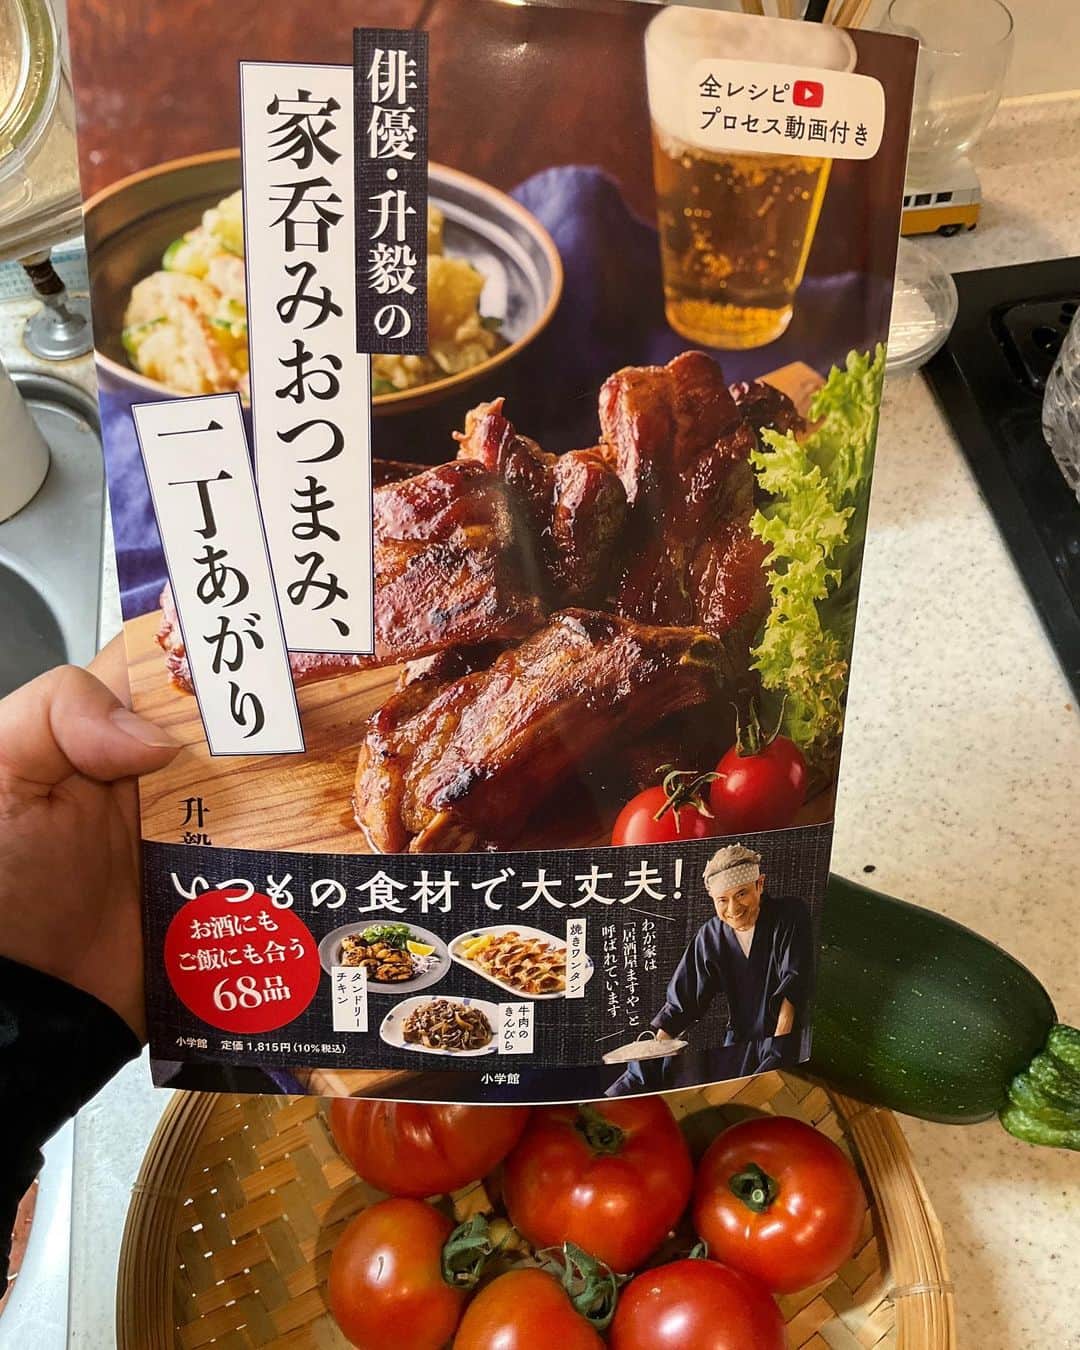 俳優・升毅の
家呑みおつまみ、
一丁あがり
全レシピ
プロセス動画付き
升毅
いつもの食材で大丈夫!
お酒にも
ご飯にも合う
68品
タンドリー
チキン
焼きワンタン
牛肉の
きんぴら
わが家は
「居酒屋ますや」と
呼ばれています
小学館 定価1,815円(10%税込)
小学館